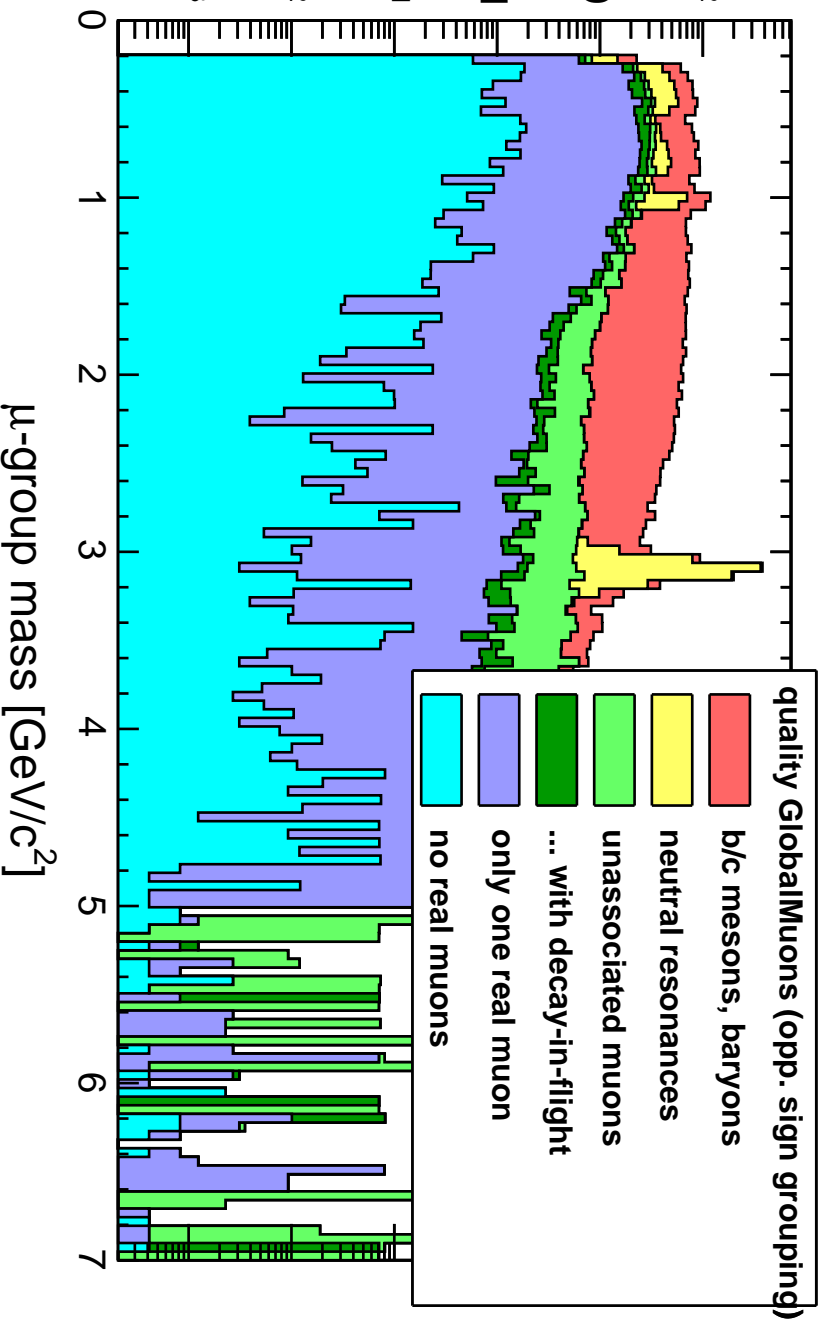 quality GlobalMuons (opp. sign grouping)
b/c mesons, baryons
neutral resonances
unassociated muons
... with decay-in-flight
only one real muon
no real muons
0
1
2
3
4
5
6
7
μ-group mass [GeV/c²]